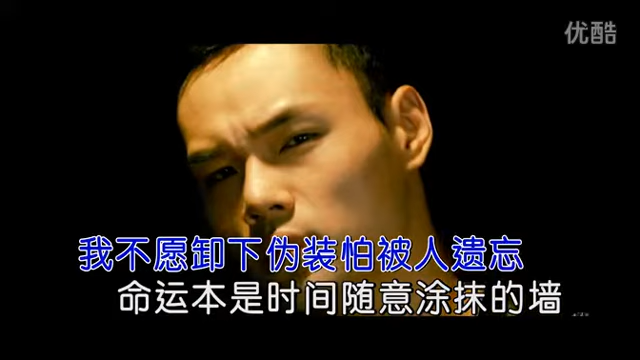 优酷
我不愿卸下伪装怕被人遗忘
命运本是时间随意涂抹的墙